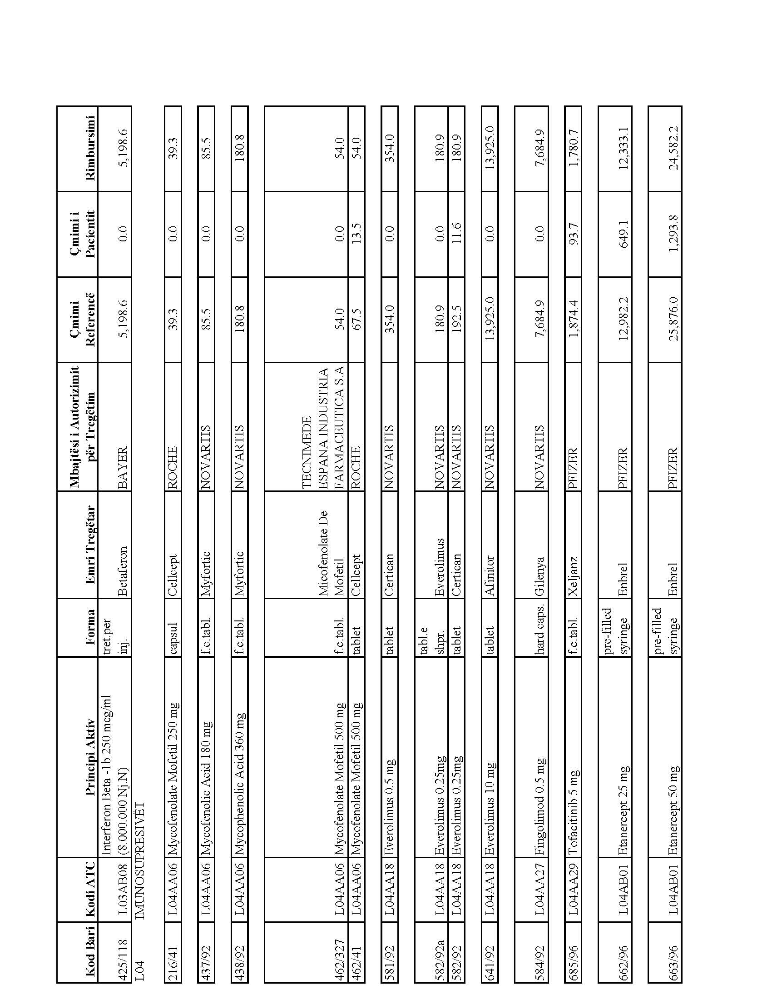 Kod Bari Kodi ATC Principi Aktiv Forma Emri Tregëtar Mbajtësi i Autorizimit për Tregëtim Çmimi Referencë Çmimi i Pacientit Rimbursimi
425/118 L03AB08 Interferon Beta -1b 250 mcg/ml (8.000.000 Nj.N) tret.per inj. Betaferon BAYER 5,198.6 0.0 5,198.6
L04 IMUNOSUPRESIVËT
216/41 L04AA06 Mycofenolate Mofetil 250 mg capsul Cellcept ROCHE 39.3 0.0 39.3
437/92 L04AA06 Mycofenolic Acid 180 mg f.c.tabl. Myfortic NOVARTIS 85.5 0.0 85.5
438/92 L04AA06 Mycophenolic Acid 360 mg f.c.tabl. Myfortic NOVARTIS 180.8 0.0 180.8
462/327 L04AA06 Mycofenolate Mofetil 500 mg f.c.tabl. Micofenolate De Mofetil TECNIMEDE ESPANA INDUSTRIA FARMACEUTICA S.A 54.0 0.0 54.0
462/41 L04AA06 Mycofenolate Mofetil 500 mg tablet Cellcept ROCHE 67.5 13.5 54.0
581/92 L04AA18 Everolimus 0.5 mg tablet Certican NOVARTIS 354.0 0.0 354.0
582/92a L04AA18 Everolimus 0.25mg tabl.e shpr. Everolimus NOVARTIS 180.9 0.0 180.9
582/92 L04AA18 Everolimus 0.25mg tablet Certican NOVARTIS 192.5 11.6 180.9
641/92 L04AA18 Everolimus 10 mg tablet Afinitor NOVARTIS 13,925.0 0.0 13,925.0
584/92 L04AA27 Fingolimod 0.5 mg hard caps. Gilenya NOVARTIS 7,684.9 0.0 7,684.9
685/96 L04AA29 Tofacitinib 5 mg f.c.tabl. Xeljanz PFIZER 1,874.4 93.7 1,780.7
662/96 L04AB01 Etanercept 25 mg pre-filled syringe Enbrel PFIZER 12,982.2 649.1 12,333.1
663/96 L04AB01 Etanercept 50 mg pre-filled syringe Enbrel PFIZER 25,876.0 1,293.8 24,582.2